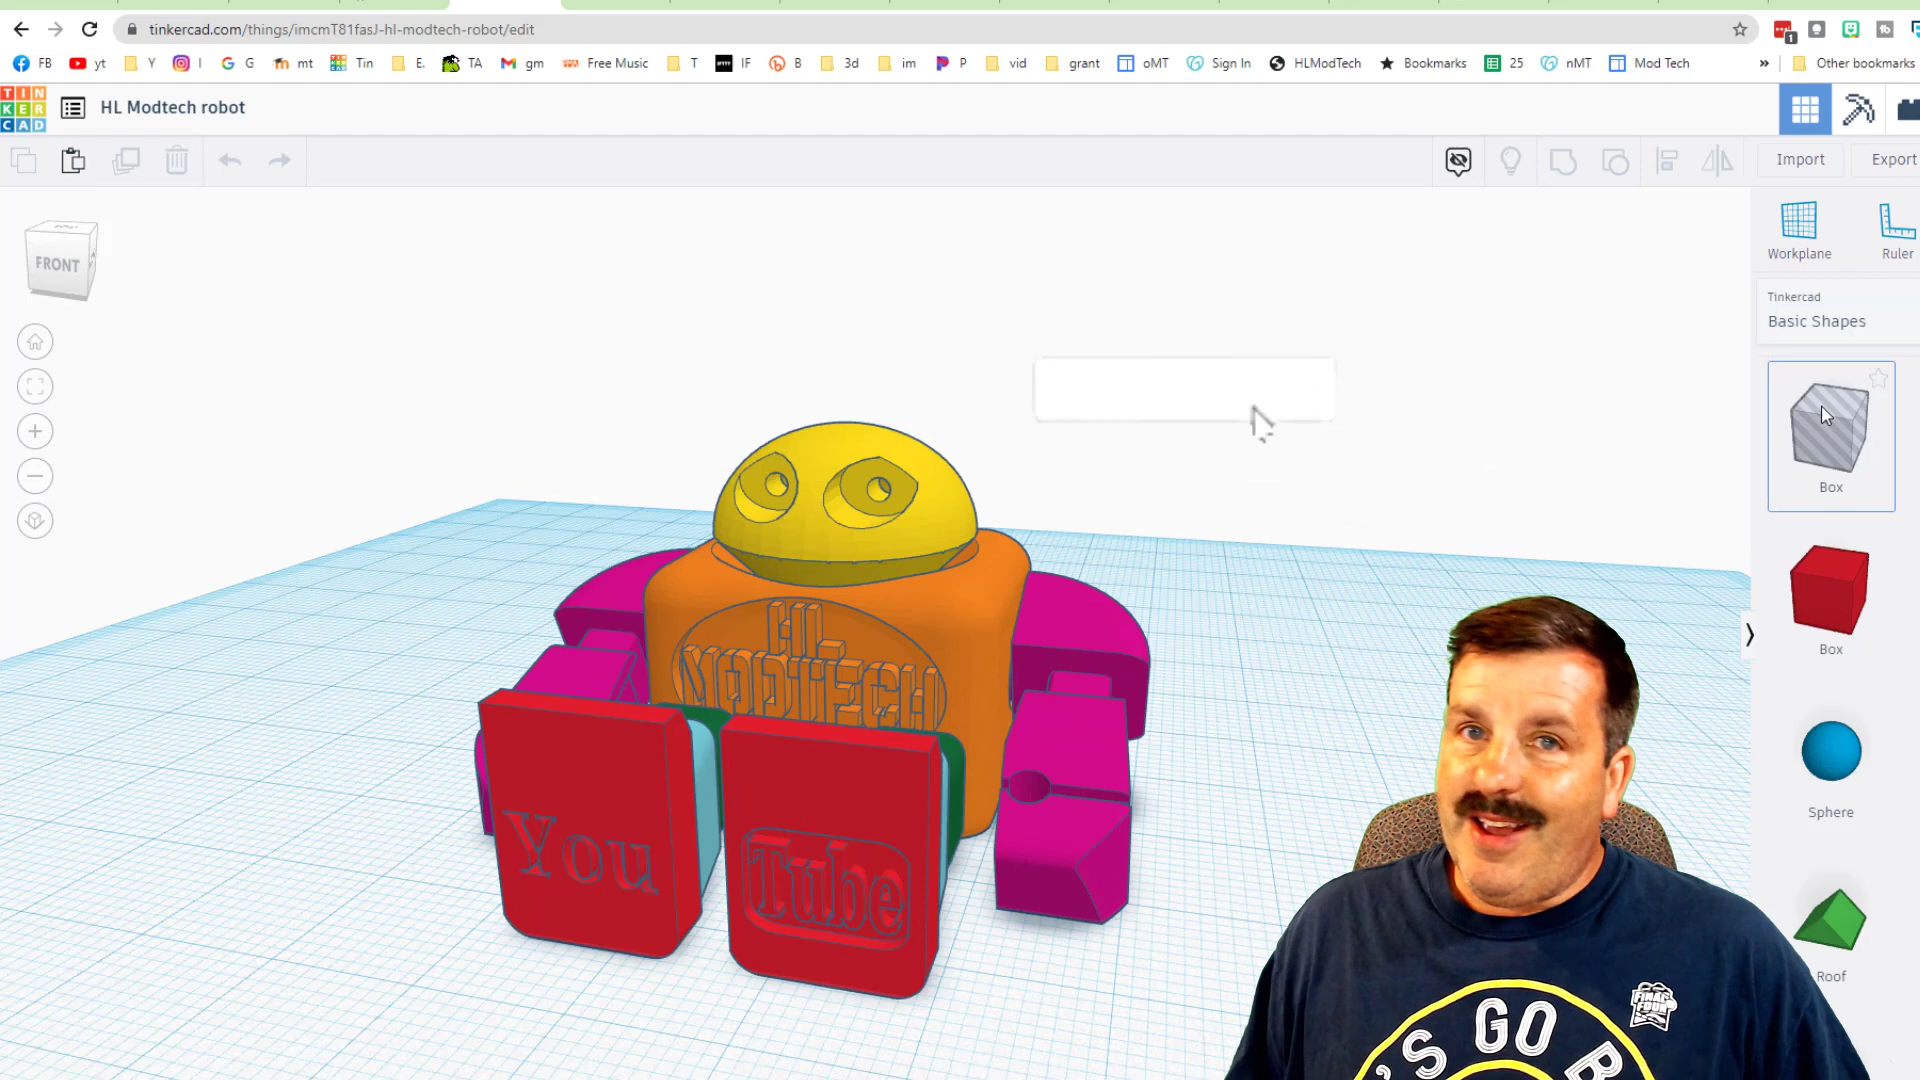 tinkercad.com/things/imcmT81fasJ-hl-modtech-robot/edit
FB
yt
Y
I
G
mt
Tin
E.
TA
gm
Free Music
T
IF
B
3d
im
P
vid
grant
oMT
Sign In
HLModTech
Bookmarks
25
nMT
Mod Tech
»
Other bookmarks
TIN
KER
CAD
HL Modtech robot
Import
Export
FRONT
Workplane
Ruler
Tinkercad
Basic Shapes
Box
Box
Sphere
Roof
HL
MODTECH
You
Tube
FINAL
FOUR
'S GO B